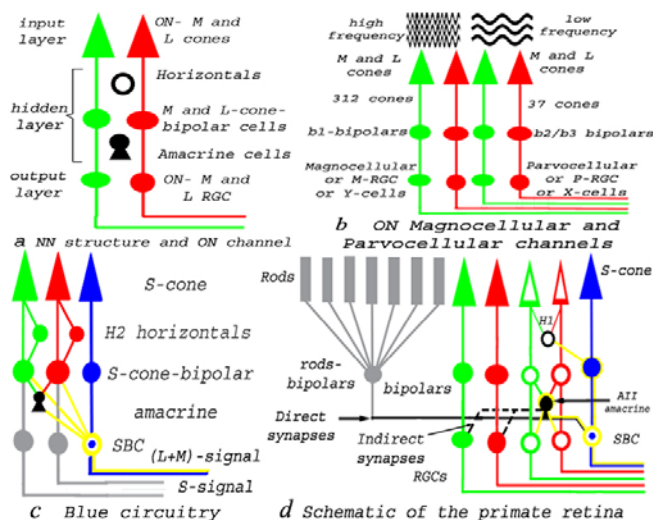 input layer
ON- M and L cones
Horizontals
hidden layer
M and L-cone-bipolar cells
Amacrine cells
output layer
ON- M and L RGC
a NN structure and ON channel
high frequency
low frequency
M and L cones
M and L cones
312 cones
37 cones
b1-bipolars
b2/b3 bipolars
Magnocellular or M-RGC or Y-cells
Parvocellular or P-RGC or X-cells
b ON Magnocellular and Parvocellular channels
S-cone
H2 horizontals
S-cone-bipolar
amacrine
SBC
(L+M)-signal
S-signal
c Blue circuitry
Rods
S-cone
H1
rods-bipolars
bipolars
AII amacrine
Direct synapses
Indirect synapses
SBC
RGCs
d Schematic of the primate retina